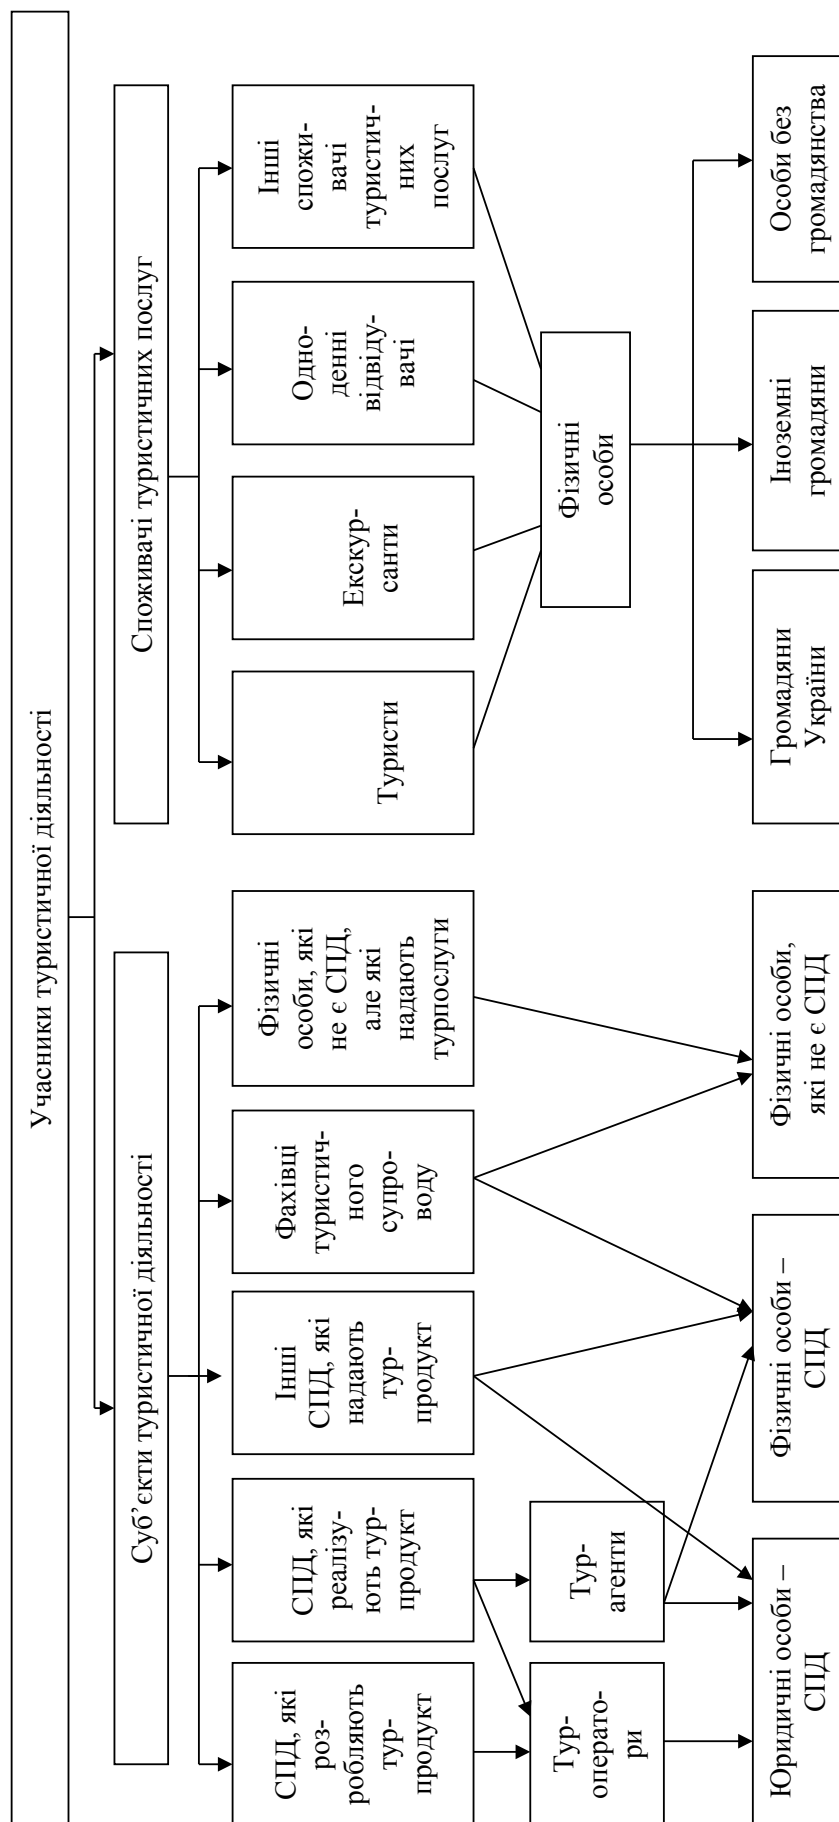 Учасники туристичної діяльності
Суб’єкти туристичної діяльності
Споживачі туристичних послуг
СПД, які
роз-
робляють
тур-
продукт
СПД, які
реалізу-
ють тур-
продукт
Інші
СПД, які
надають
тур-
продукт
Фахівці
туристич-
ного
супро-
воду
Фізичні
особи, які
не є СПД,
але які
надають
турпослуги
Туристи
Екскур-
санти
Одно-
денні
відвіду-
вачі
Інші
спожи-
вачі
туристич-
них
послуг
Тур-
операто-
ри
Тур-
агенти
Фізичні
особи
Юридичні особи –
СПД
Фізичні особи –
СПД
Фізичні особи,
які не є СПД
Громадяни
України
Іноземні
громадяни
Особи без
громадянства